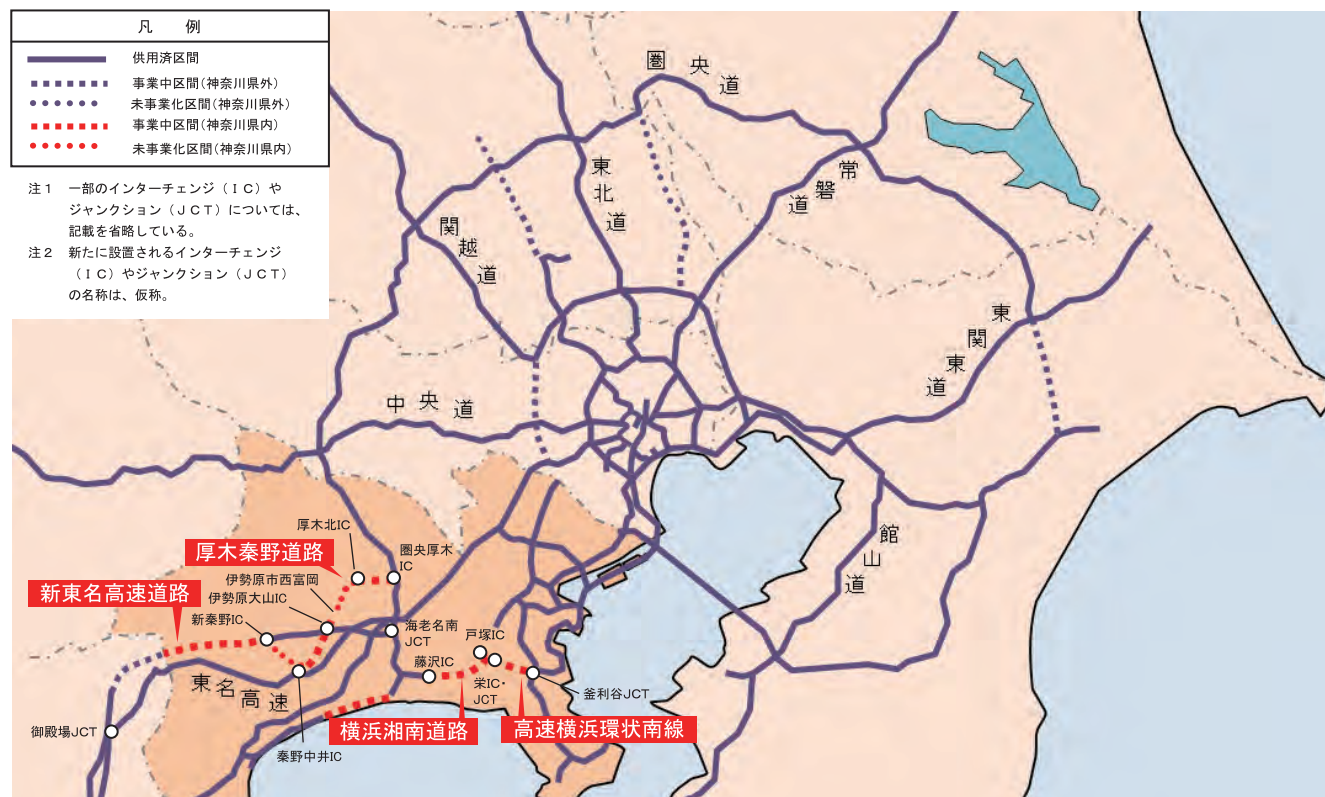 凡 例
供用済区間
事業中区間(神奈川県外)
未事業化区間(神奈川県外)
事業中区間(神奈川県内)
未事業化区間(神奈川県内)
注1 一部のインターチェンジ(IC)や
ジャンクション(JCT)については、
記載を省略している。
注2 新たに設置されるインターチェンジ
(IC)やジャンクション(JCT)
の名称は、仮称。
圏央道
東北道
常磐道
関越道
東関東道
中央道
館山道
厚木北IC
厚木秦野道路
圏央厚木
IC
伊勢原市西富岡
新東名高速道路
伊勢原大山IC
新秦野IC
海老名南
JCT
戸塚IC
藤沢IC
東名高速
栄IC・
JCT
釜利谷JCT
御殿場JCT
横浜湘南道路
高速横浜環状南線
秦野中井IC